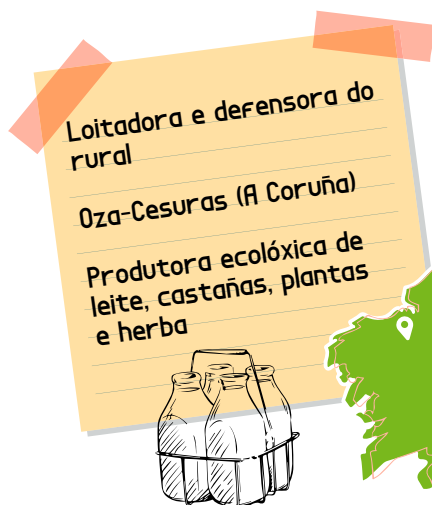 Loitadora e defensora do
rural
Oza-Cesuras (A Coruña)
Produtora ecolóxica de
leite, castañas, plantas
e herba